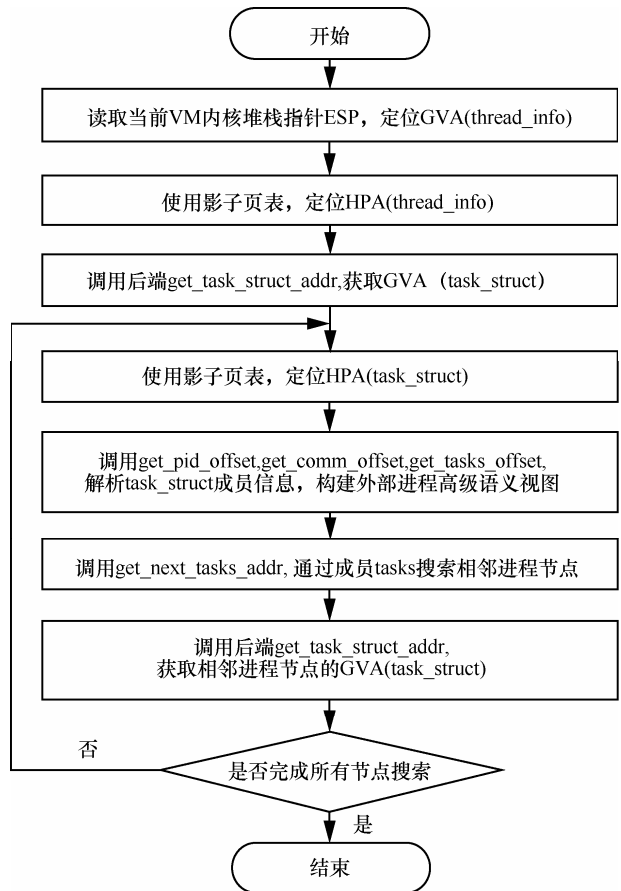 开始
读取当前VM内核堆栈指针ESP，定位GVA(thread_info)
使用影子页表，定位HPA(thread_info)
调用后端get_task_struct_addr,获取GVA（task_struct）
使用影子页表，定位HPA(task_struct)
调用get_pid_offset,get_comm_offset,get_tasks_offset,
解析task_struct成员信息，构建外部进程高级语义视图
调用get_next_tasks_addr, 通过成员tasks搜索相邻进程节点
调用后端get_task_struct_addr,
获取相邻进程节点的GVA(task_struct)
否
是否完成所有节点搜索
是
结束